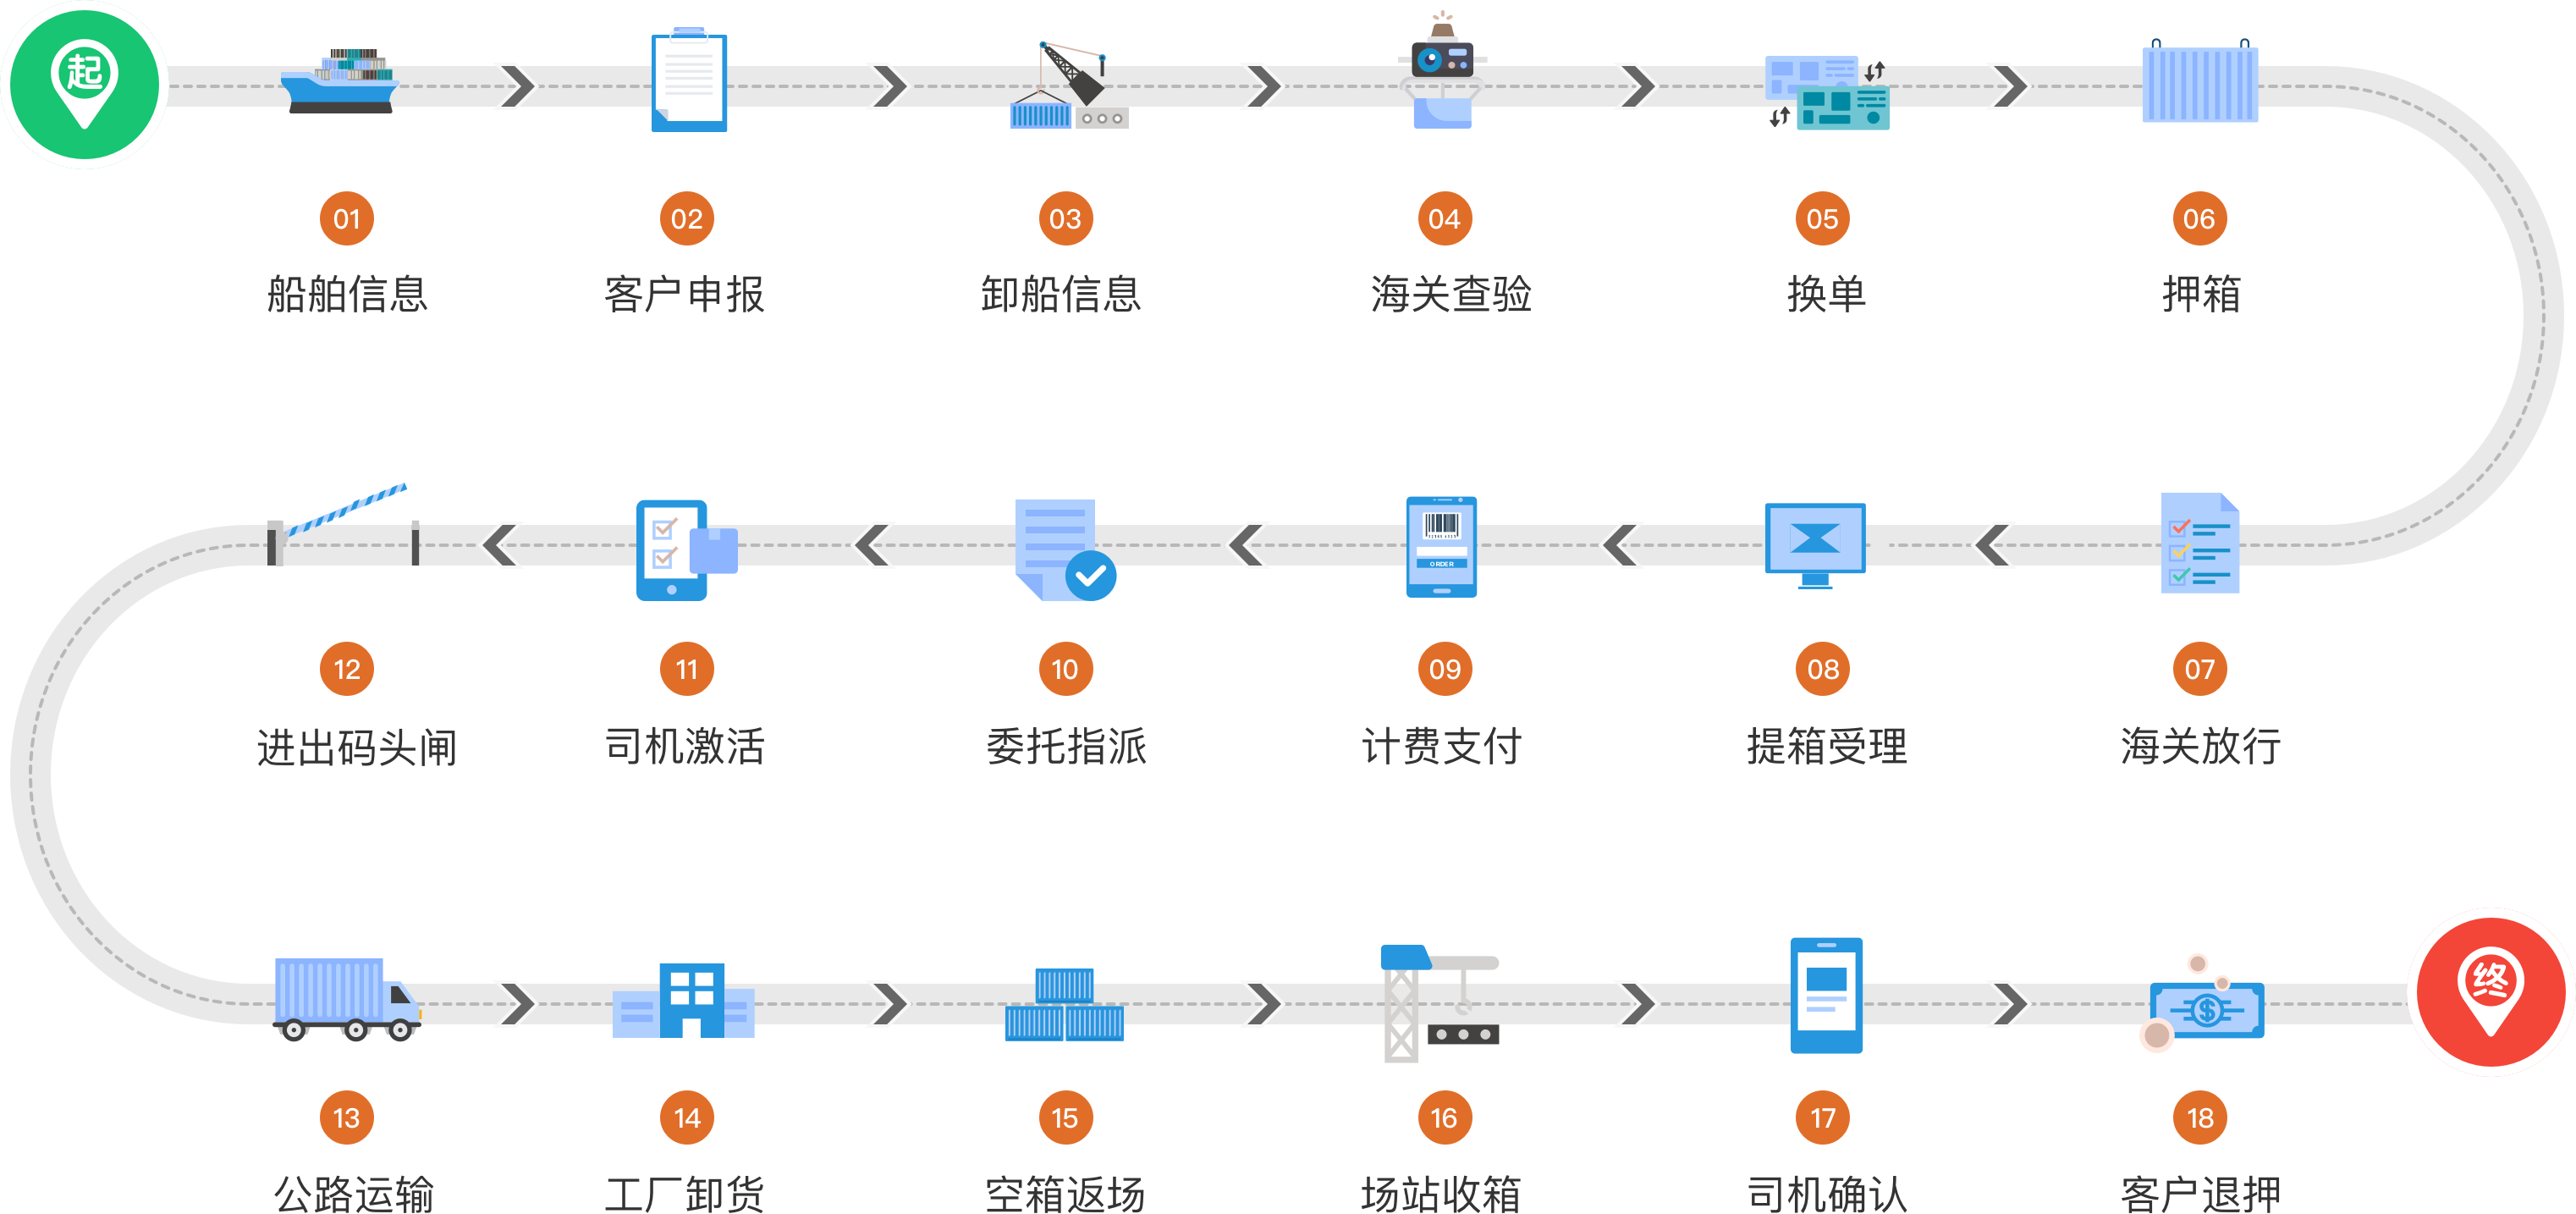 起
01
02
03
04
05
06
船舶信息
客户申报
卸船信息
海关查验
换单
押箱
ORDER
12
11
10
09
08
07
进出码头闸
司机激活
委托指派
计费支付
提箱受理
海关放行
终
$
13
14
15
16
17
18
公路运输
工厂卸货
空箱返场
场站收箱
司机确认
客户退押